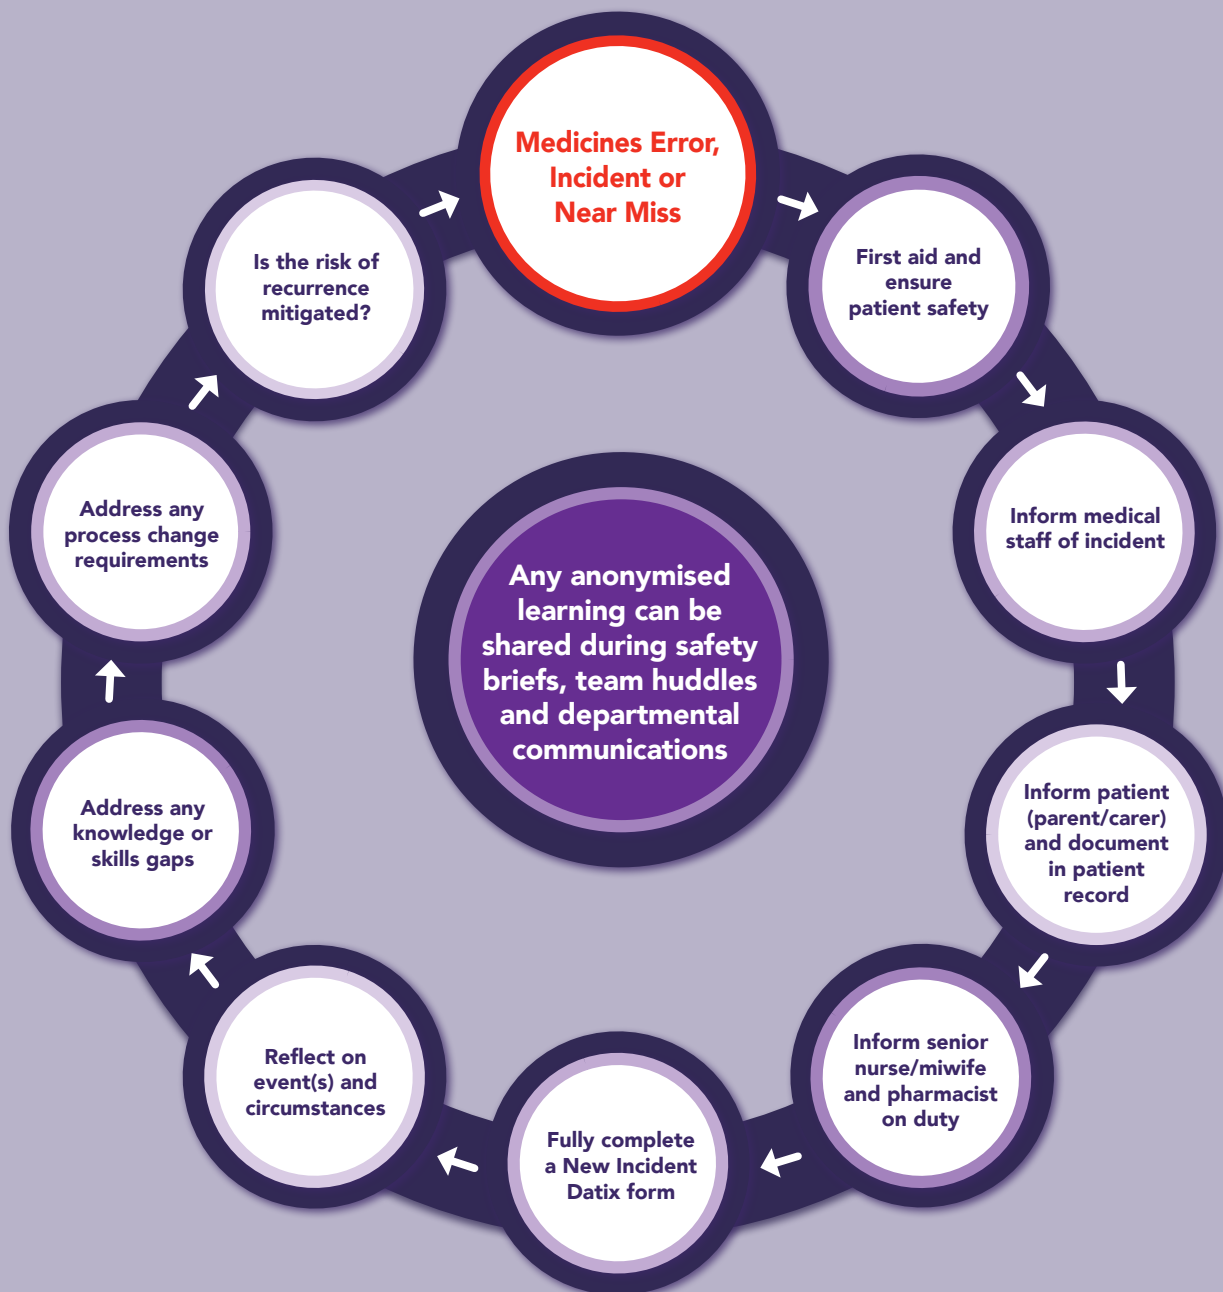 Medicines Error,
Incident or
Near Miss
First aid and
ensure
patient safety
Inform medical
staff of incident
Inform patient
(parent/carer)
and document
in patient
record
Inform senior
nurse/miwife
and pharmacist
on duty
Fully complete
a New Incident
Datix form
Reflect on
event(s) and
circumstances
Address any
knowledge or
skills gaps
Address any
process change
requirements
Is the risk of
recurrence
mitigated?
Any anonymised
learning can be
shared during safety
briefs, team huddles
and departmental
communications